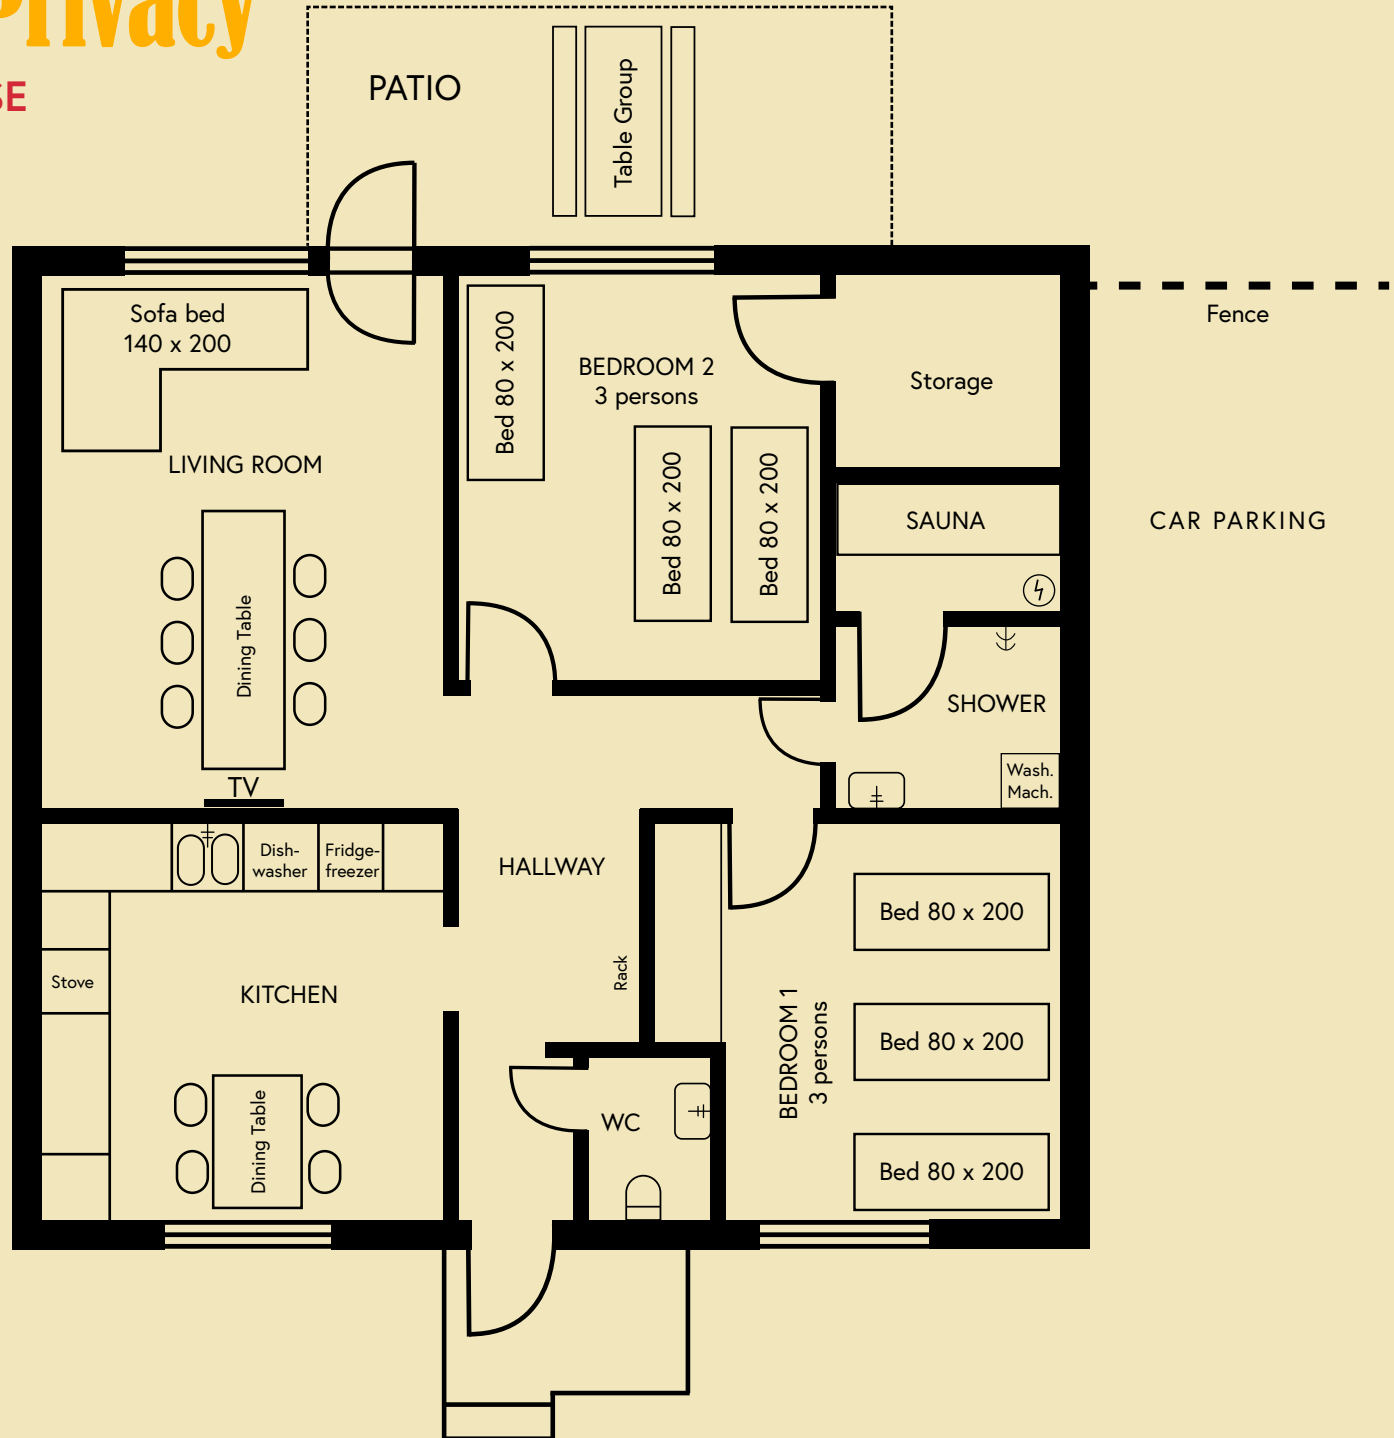 Privacy
SE
PATIO
Table Group
Fence
Sofa bed
140 x 200
Bed 80 x 200
BEDROOM 2
3 persons
Storage
LIVING ROOM
Bed 80 x 200
Bed 80 x 200
SAUNA
CAR PARKING
Dining Table
SHOWER
TV
Wash.
Mach.
Dish-
washer
Fridge-
freezer
HALLWAY
Bed 80 x 200
Stove
KITCHEN
Rack
BEDROOM 1
3 persons
Bed 80 x 200
Dining Table
WC
Bed 80 x 200